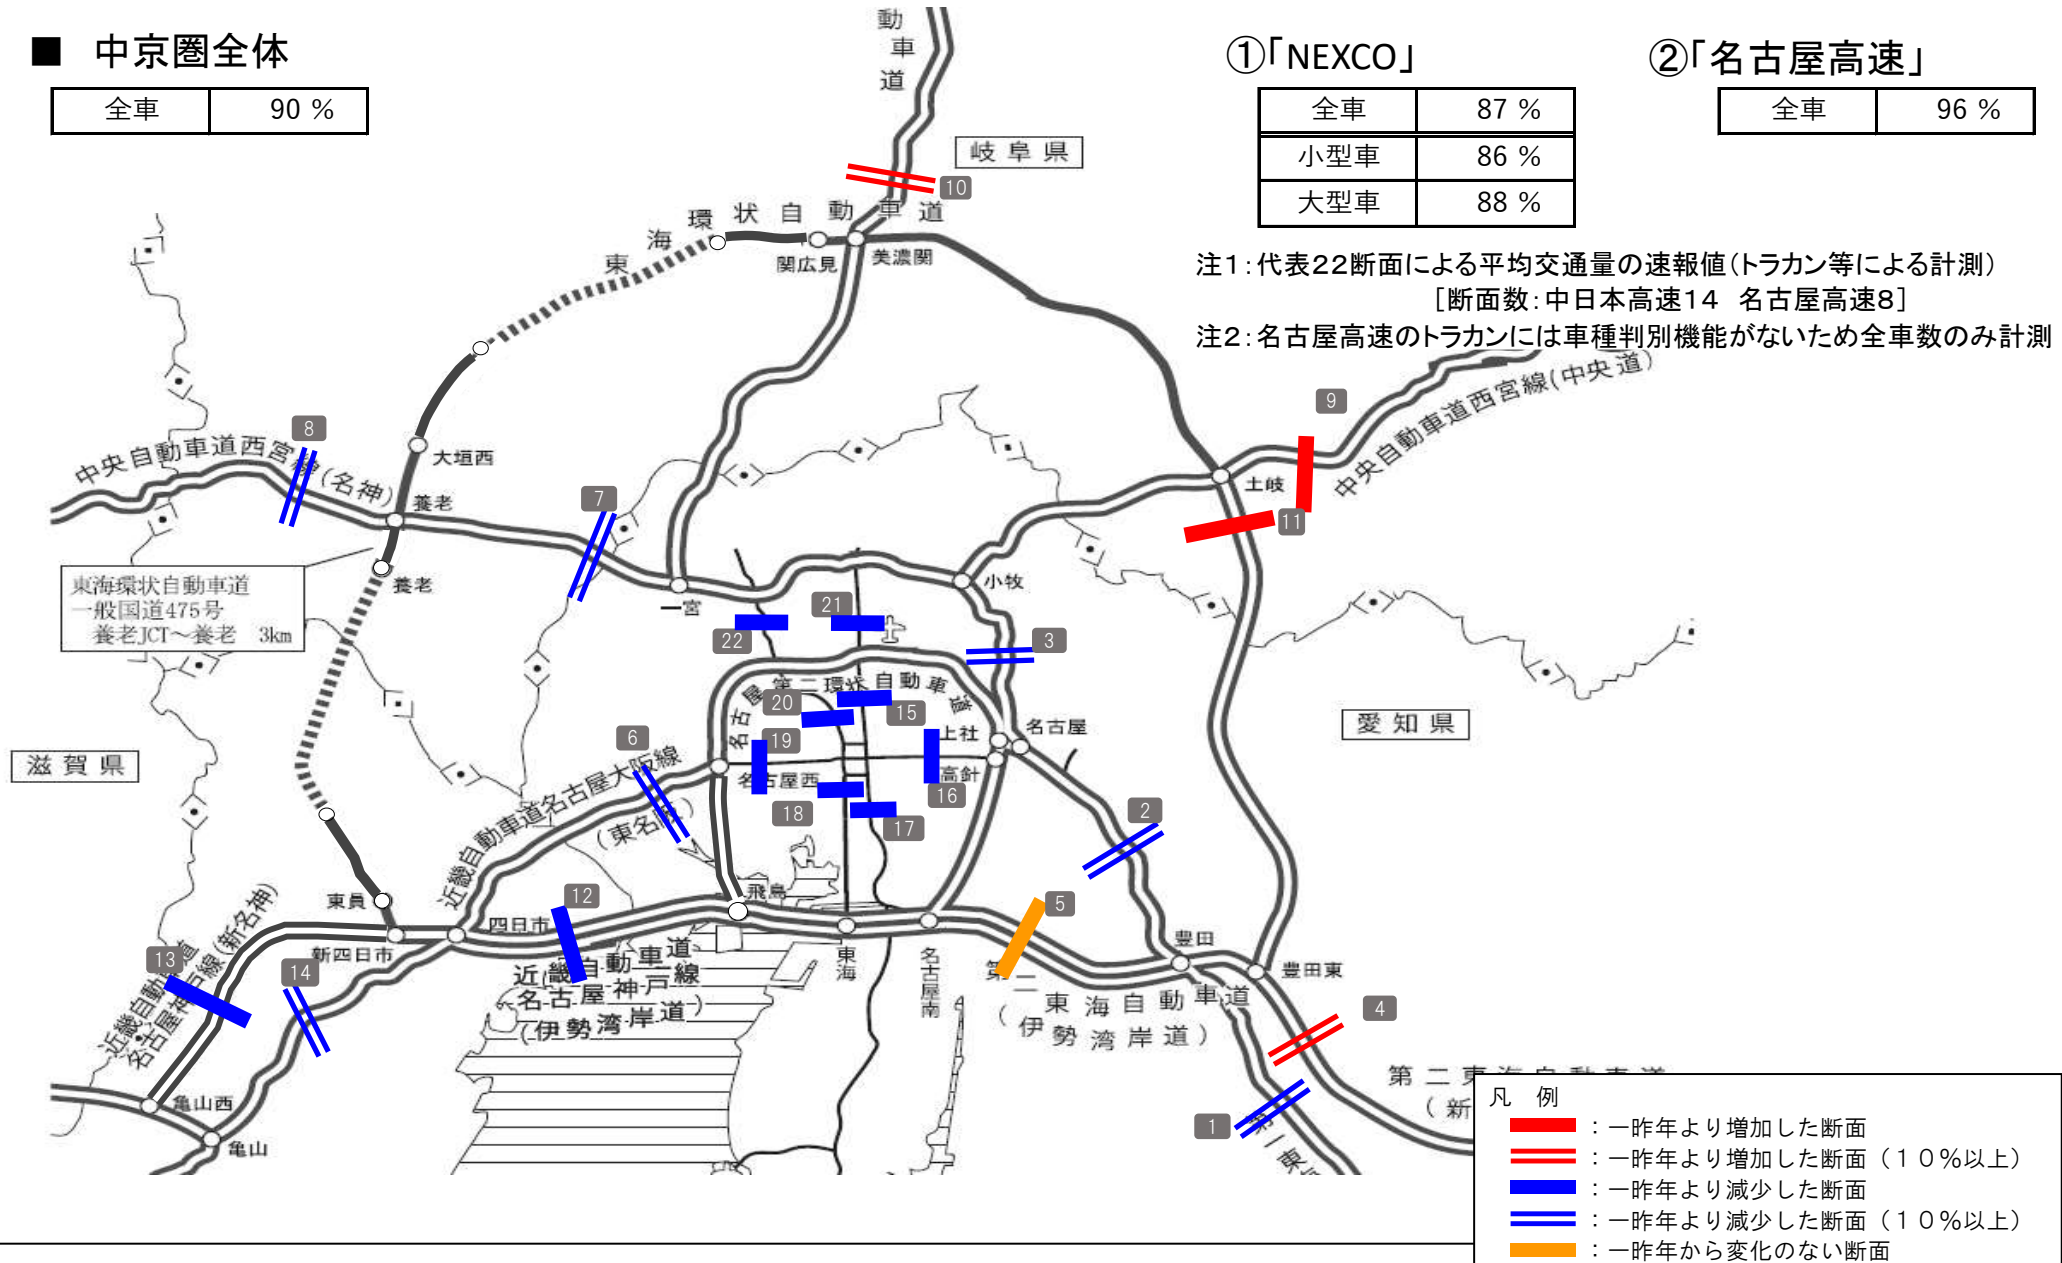 ■ 中京圏全体
全車 90 %
①「NEXCO」
全車 87 %
小型車 86 %
大型車 88 %
②「名古屋高速」
全車 96 %
注1：代表22断面による平均交通量の速報値（トラカン等による計測）
［断面数：中日本高速14 名古屋高速8］
注2：名古屋高速のトラカンには車種判別機能がないため全車数のみ計測
動車道
岐阜県
10
東海環状自動車道
関広見
美濃関
9
中央自動車道西宮線(中央道)
8
中央自動車道西宮線(名神)
大垣西
養老
7
土岐
11
養老
東海環状自動車道
一般国道475号
養老JCT～養老 3km
一宮
小牧
21
22
3
名古屋第二環状自動車道
20
15
上社
名古屋
愛知県
滋賀県
6
19
近畿自動車道名古屋大阪線
(東名阪)
名古屋西
高針
16
18
17
2
東員
12
飛島
5
四日市
新四日市
13
14
近畿自動車道
名古屋神戸線(新名神)
近畿自動車道
名古屋神戸線
(伊勢湾岸道)
東海
名古屋南
豊田
豊田東
第二東海自動車道
(伊勢湾岸道)
4
1
亀山西
亀山
第二東海自動車道
(新
第一東
凡 例
：一昨年より増加した断面
：一昨年より増加した断面（１０％以上）
：一昨年より減少した断面
：一昨年より減少した断面（１０％以上）
：一昨年から変化のない断面